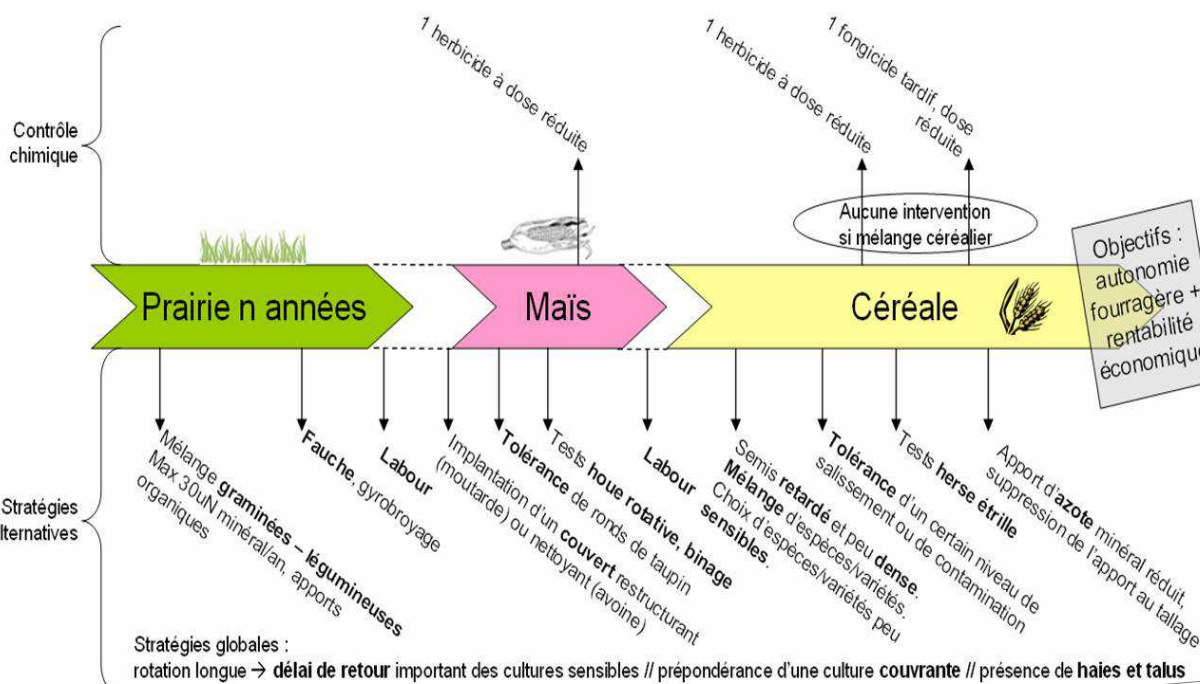 1 herbicide à dose réduite
1 herbicide à dose réduite
1 fongicide tardif, dose
réduite
Contrôle
chimique
Aucune intervention
si mélange céréalier
Prairie n années
Maïs
Céréale
Objectifs :
autonomie
fourragère +
rentabilité
économique
Stratégies
lternatives
Mélange graminées – légumineuses
Max 30uN minéral/an, apports
organiques
Fauche, gyrobroyage
Labour
Implantation d'un couvert restructurant
(moutarde) ou nettoyant (avoine)
Tolérance de ronds de taupin
Tests houe rotative, binage
Labour
Semis retardé et peu dense.
Mélange d'espèces/variétés.
Choix d'espèces/variétés peu
sensibles.
Tolérance d'un certain niveau de
salissement ou de contamination
Tests herse étrille
Apport d'azote minéral réduit,
suppression de l'apport au tallage
Stratégies globales :
rotation longue → délai de retour important des cultures sensibles // prépondérance d'une culture couvrante // présence de haies et talus